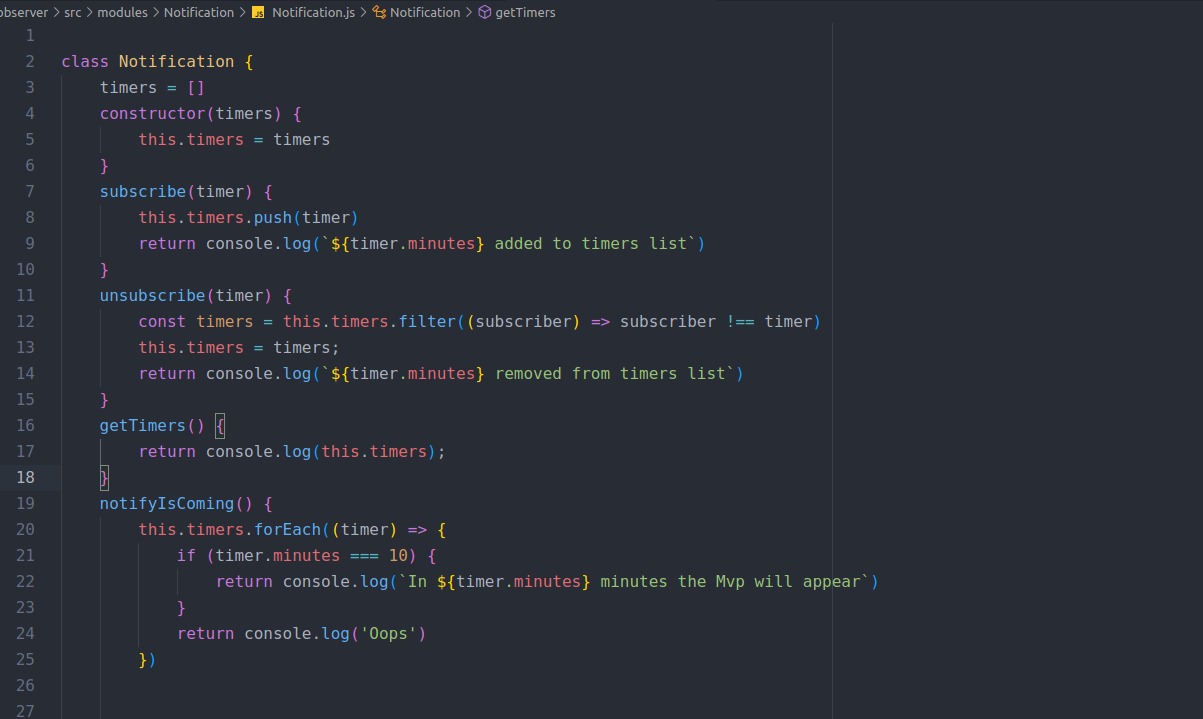 observer > src > modules > Notification > JS Notification.js > Notification > getTimers
1
2 class Notification {
3     timers = []
4     constructor(timers) {
5         this.timers = timers
6     }
7     subscribe(timer) {
8         this.timers.push(timer)
9         return console.log(`${timer.minutes} added to timers list`)
10     }
11     unsubscribe(timer) {
12         const timers = this.timers.filter((subscriber) => subscriber !== timer)
13         this.timers = timers;
14         return console.log(`${timer.minutes} removed from timers list`)
15     }
16     getTimers() {
17         return console.log(this.timers);
18     }
19     notifyIsComing() {
20         this.timers.forEach((timer) => {
21             if (timer.minutes === 10) {
22                 return console.log(`In ${timer.minutes} minutes the Mvp will appear`)
23             }
24             return console.log('Oops')
25         })
26
27